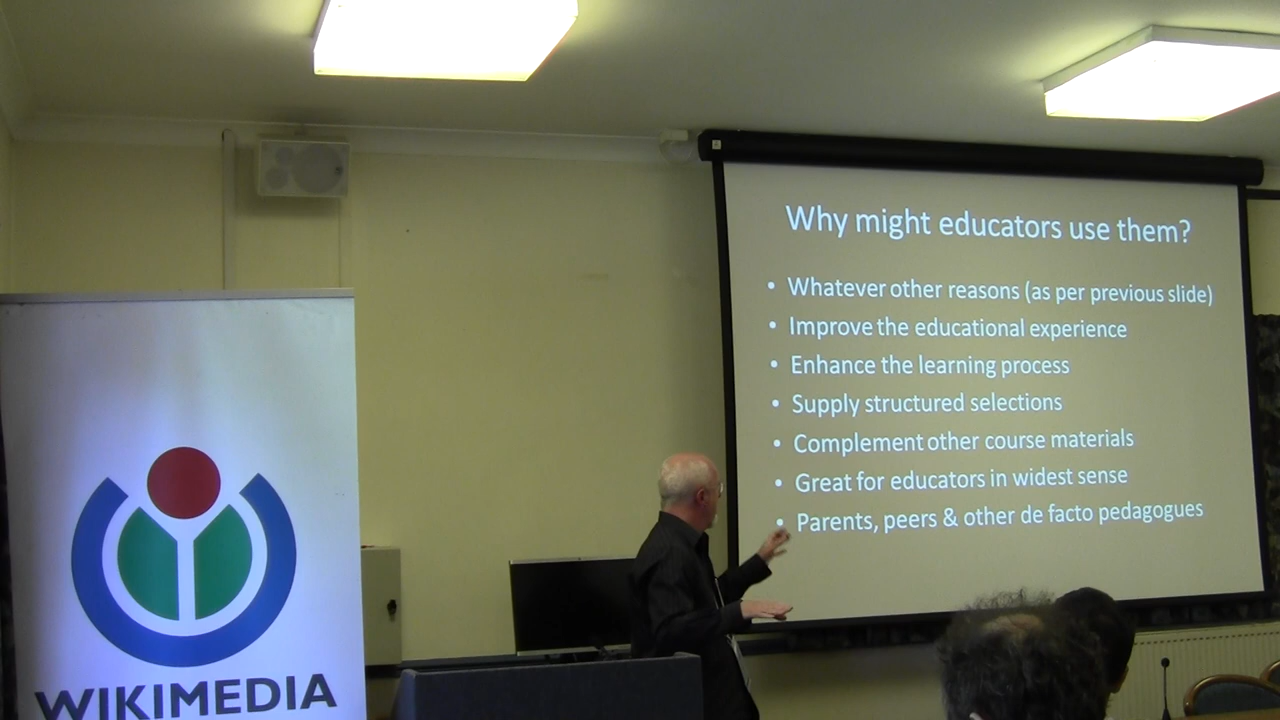 Why might educators use them?
• Whatever other reasons (as per previous slide)
• Improve the educational experience
• Enhance the learning process
• Supply structured selections
• Complement other course materials
• Great for educators in widest sense
• Parents, peers & other de facto pedagogues
WIKIMEDIA